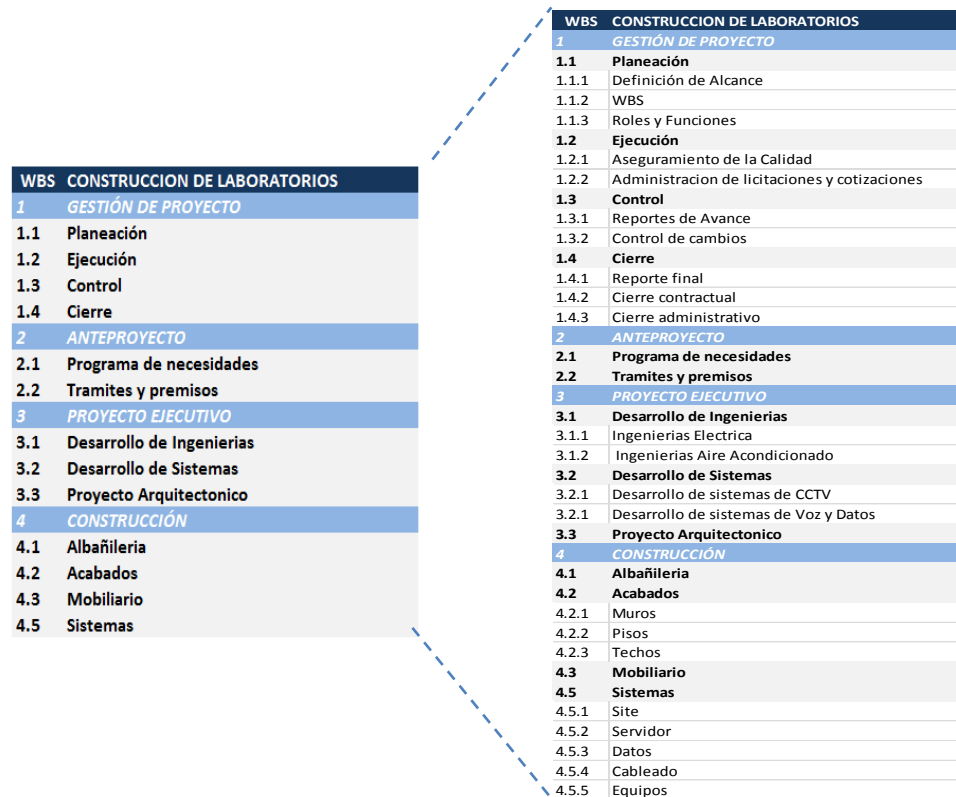 WBS CONSTRUCCION DE LABORATORIOS
1 GESTIÓN DE PROYECTO
1.1 Planeación
1.2 Ejecución
1.3 Control
1.4 Cierre
2 ANTEPROYECTO
2.1 Programa de necesidades
2.2 Tramites y premisos
3 PROYECTO EJECUTIVO
3.1 Desarrollo de Ingenierias
3.2 Desarrollo de Sistemas
3.3 Proyecto Arquitectonico
4 CONSTRUCCIÓN
4.1 Albañileria
4.2 Acabados
4.3 Mobiliario
4.5 Sistemas
WBS CONSTRUCCION DE LABORATORIOS
1 GESTIÓN DE PROYECTO
1.1 Planeación
1.1.1 Definición de Alcance
1.1.2 WBS
1.1.3 Roles y Funciones
1.2 Ejecución
1.2.1 Aseguramiento de la Calidad
1.2.2 Administracion de licitaciones y cotizaciones
1.3 Control
1.3.1 Reportes de Avance
1.3.2 Control de cambios
1.4 Cierre
1.4.1 Reporte final
1.4.2 Cierre contractual
1.4.3 Cierre administrativo
2 ANTEPROYECTO
2.1 Programa de necesidades
2.2 Tramites y premisos
3 PROYECTO EJECUTIVO
3.1 Desarrollo de Ingenierias
3.1.1 Ingenierias Electrica
3.1.2 Ingenierias Aire Acondicionado
3.2 Desarrollo de Sistemas
3.2.1 Desarrollo de sistemas de CCTV
3.2.1 Desarrollo de sistemas de Voz y Datos
3.3 Proyecto Arquitectonico
4 CONSTRUCCIÓN
4.1 Albañileria
4.2 Acabados
4.2.1 Muros
4.2.2 Pisos
4.2.3 Techos
4.3 Mobiliario
4.5 Sistemas
4.5.1 Site
4.5.2 Servidor
4.5.3 Datos
4.5.4 Cableado
4.5.5 Equipos